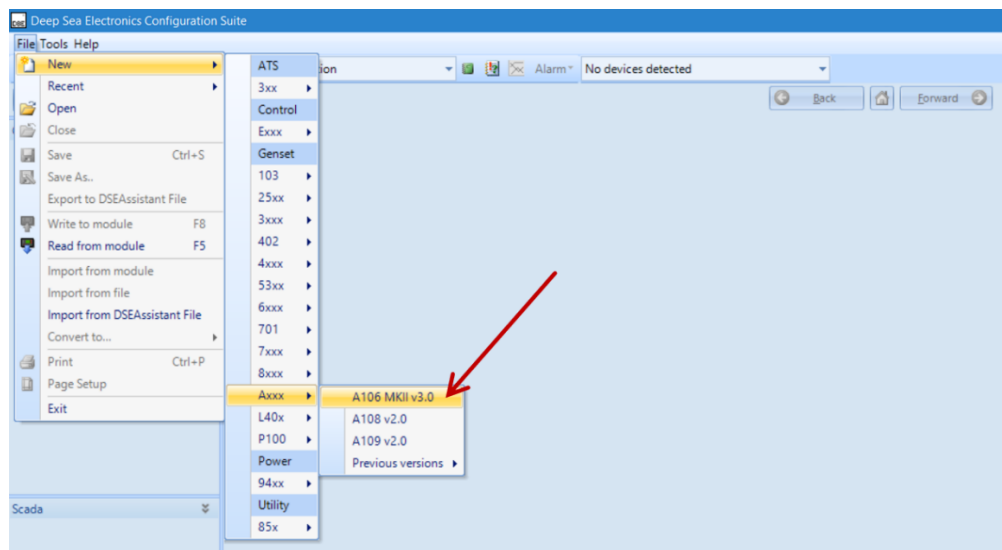 DSE Deep Sea Electronics Configuration Suite
File Tools Help
ion Alarm No devices detected
Back Forward
New
Recent
Open
Close
Save Ctrl+S
Save As..
Export to DSEAssistant File
Write to module F8
Read from module F5
Import from module
Import from file
Import from DSEAssistant File
Convert to...
Print Ctrl+P
Page Setup
Exit
ATS
3xx
Control
Exxx
Genset
103
25xx
3xxx
402
4xxx
53xx
6xxx
701
7xxx
8xxx
Axxx
L40x
P100
Power
94xx
Utility
85x
A106 MKII v3.0
A108 v2.0
A109 v2.0
Previous versions
Scada